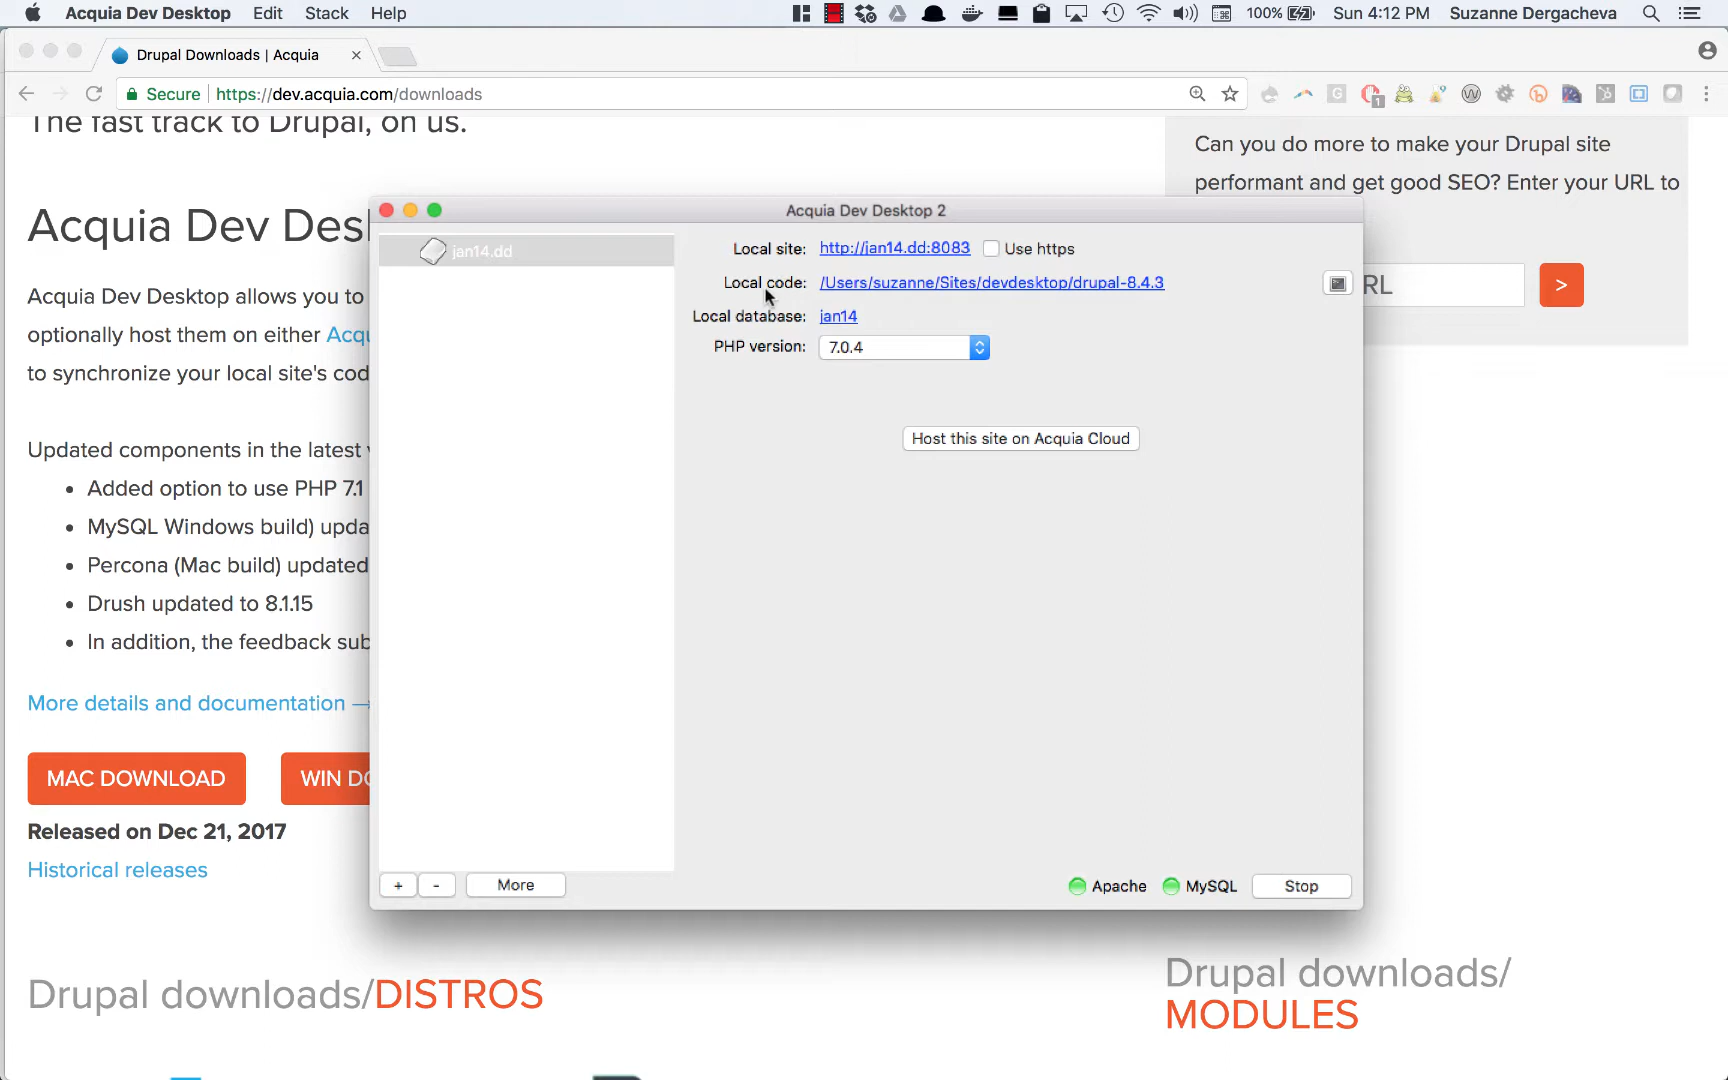 Acquia Dev Desktop Edit Stack Help
100% Sun 4:12 PM Suzanne Dergacheva
Drupal Downloads | Acquia
Secure https://dev.acquia.com/downloads
The fast track to Drupal, on us.
Acquia Dev Des
Acquia Dev Desktop allows you to
optionally host them on either Acqu
to synchronize your local site's cod
Updated components in the latest
Added option to use PHP 7.1
MySQL Windows build) upda
Percona (Mac build) updated
Drush updated to 8.1.15
In addition, the feedback sub
More details and documentation →
MAC DOWNLOAD
WIN DO
Released on Dec 21, 2017
Historical releases
Drupal downloads/DISTROS
Can you do more to make your Drupal site
performant and get good SEO? Enter your URL to
RL
>
Drupal downloads/
MODULES
Acquia Dev Desktop 2
jan14.dd
Local site: http://jan14.dd:8083 Use https
Local code: /Users/suzanne/Sites/devdesktop/drupal-8.4.3
Local database: jan14
PHP version: 7.0.4
Host this site on Acquia Cloud
+ - More
Apache MySQL Stop